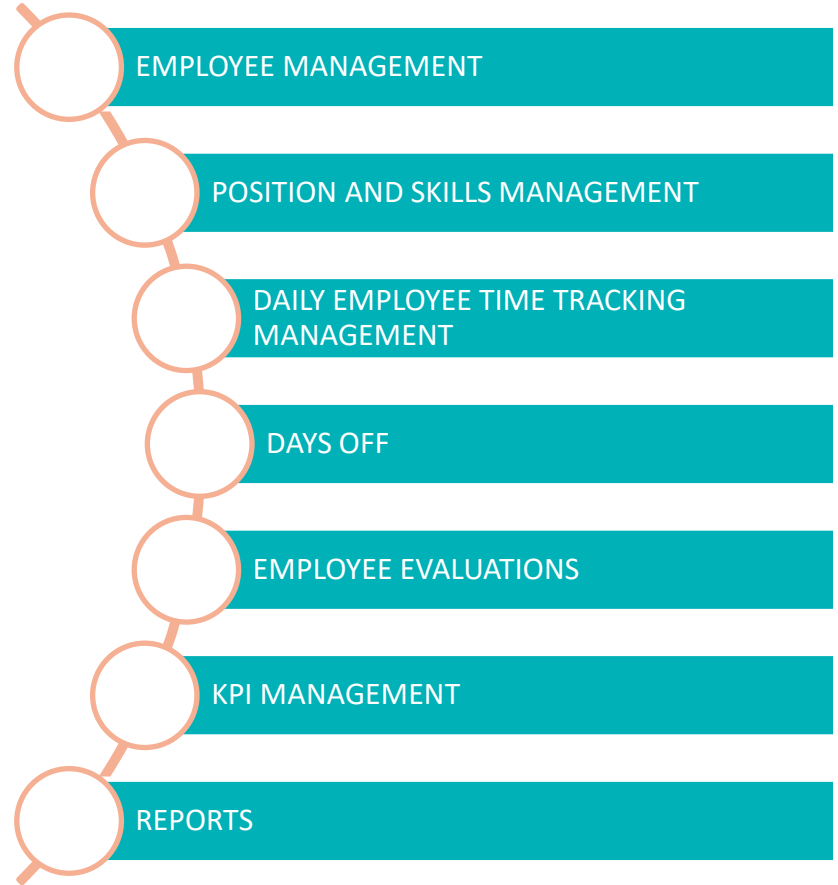 EMPLOYEE MANAGEMENT
POSITION AND SKILLS MANAGEMENT
DAILY EMPLOYEE TIME TRACKING
MANAGEMENT
DAYS OFF
EMPLOYEE EVALUATIONS
KPI MANAGEMENT
REPORTS